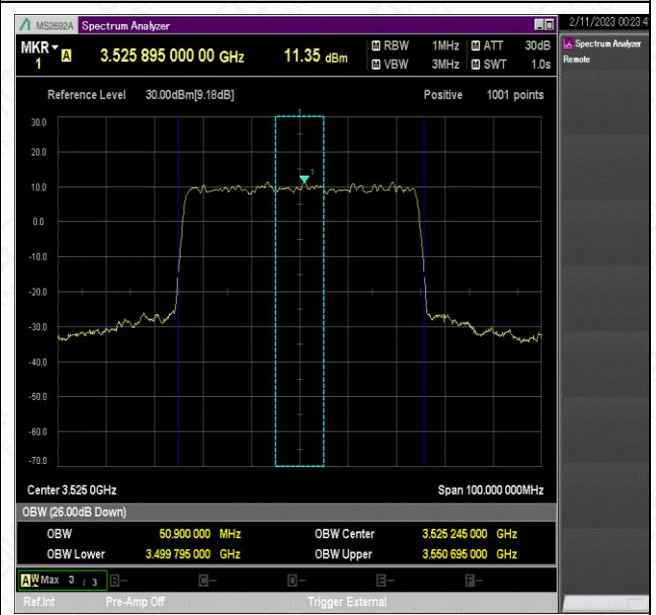 MS2692A Spectrum Analyzer 2/11/2023 00:23:4
MKR 1 A 3.525 895 000 00 GHz 11.35 dBm M RBW 1MHz M ATT 30dB
M VBW 3MHz M SWT 1.0s
Spectrum Analyzer
Remote
Reference Level 30.00dBm[9.18dB] Positive 1001 points
1
30.0
20.0
1
10.0
0.0
-10.0
-20.0
-30.0
-40.0
-50.0
-60.0
-70.0
Center 3.525 0GHz Span 100.000 000MHz
OBW (26.00dB Down)
OBW 50.900 000 MHz OBW Center 3.525 245 000 GHz
OBW Lower 3.499 795 000 GHz OBW Upper 3.550 695 000 GHz
A W Max 3 / 3 B- C- D- E- F-
Ref.Int Pre-Amp Off Trigger External